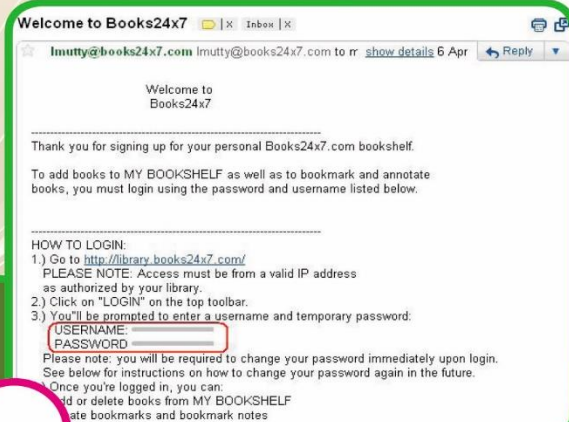 Welcome to Books24x7 x Inbox x
lmutty@books24x7.com lmutty@books24x7.com to m show details 6 Apr Reply
Welcome to
Books24x7
Thank you for signing up for your personal Books24x7.com bookshelf.
To add books to MY BOOKSHELF as well as to bookmark and annotate
books, you must login using the password and username listed below.
HOW TO LOGIN:
1.) Go to http://library.books24x7.com/
PLEASE NOTE: Access must be from a valid IP address
as authorized by your library.
2.) Click on "LOGIN" on the top toolbar.
3.) You"ll be prompted to enter a username and temporary password:
USERNAME:
PASSWORD
Please note: you will be required to change your password immediately upon login.
See below for instructions on how to change your password again in the future.
) Once you're logged in, you can:
dd or delete books from MY BOOKSHELF
ate bookmarks and bookmark notes